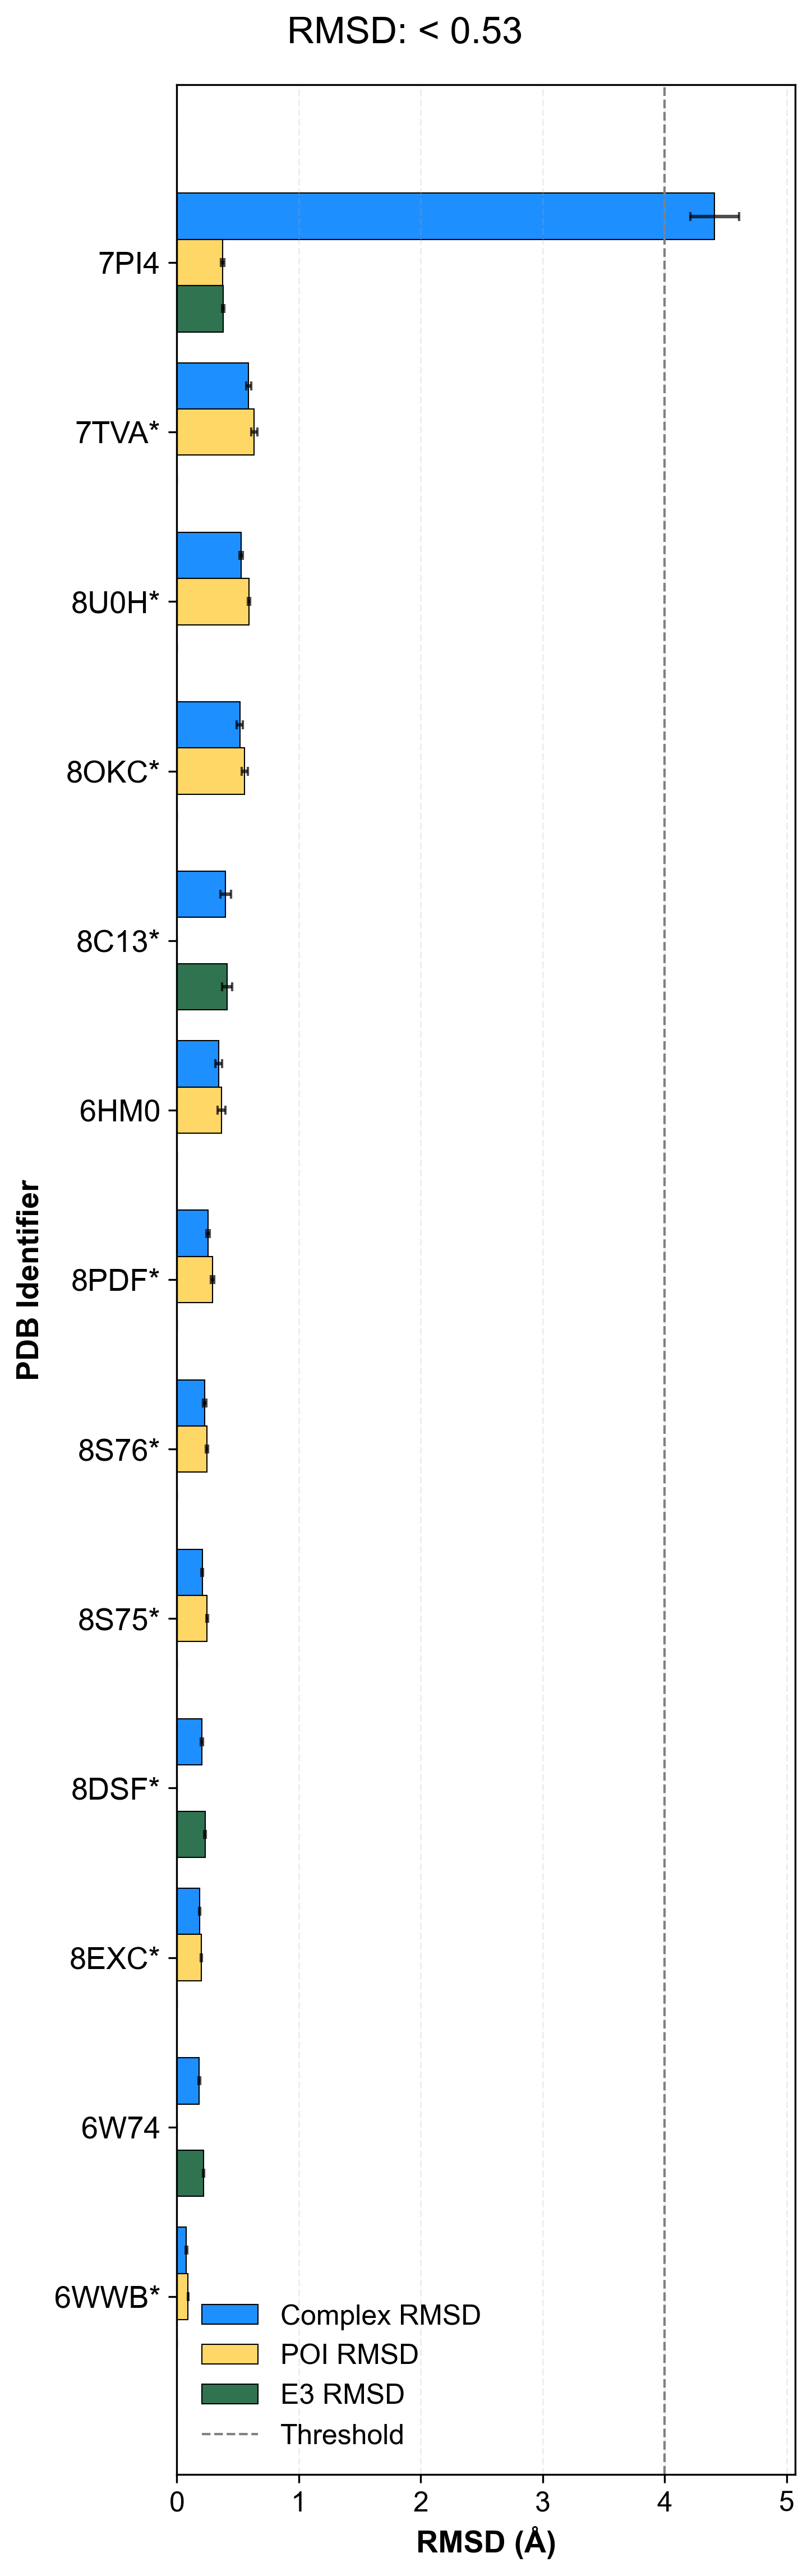 RMSD: < 0.53
7PI4
7TVA*
8U0H*
8OKC*
8C13*
6HM0
8PDF*
8S76*
8S75*
8DSF*
8EXC*
6W74
6WWB*
PDB Identifier
Complex RMSD
POI RMSD
E3 RMSD
Threshold
0 1 2 3 4 5
RMSD (Å)